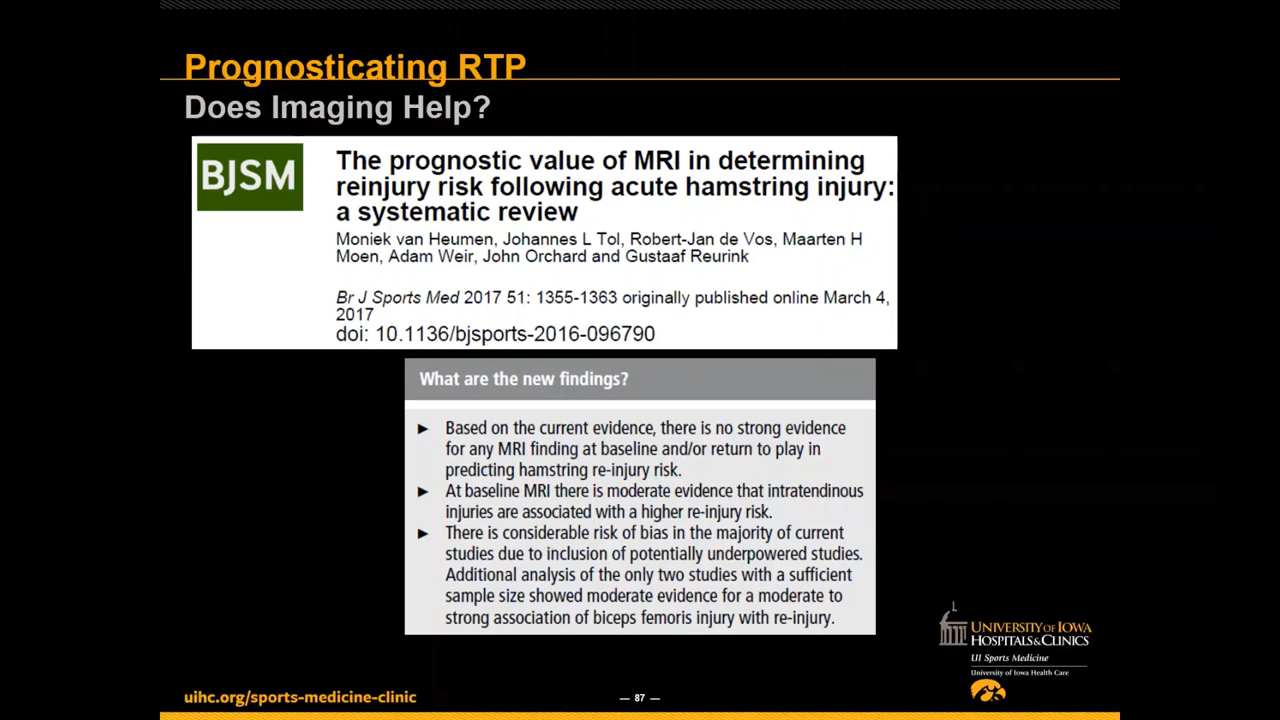 Prognosticating RTP
Does Imaging Help?
BJSM
The prognostic value of MRI in determining
reinjury risk following acute hamstring injury:
a systematic review
Moniek van Heumen, Johannes L Tol, Robert-Jan de Vos, Maarten H
Moen, Adam Weir, John Orchard and Gustaaf Reurink
Br J Sports Med 2017 51: 1355-1363 originally published online March 4,
2017
doi: 10.1136/bjsports-2016-096790
What are the new findings?
► Based on the current evidence, there is no strong evidence
for any MRI finding at baseline and/or return to play in
predicting hamstring re-injury risk.
► At baseline MRI there is moderate evidence that intratendinous
injuries are associated with a higher re-injury risk.
► There is considerable risk of bias in the majority of current
studies due to inclusion of potentially underpowered studies.
Additional analysis of the only two studies with a sufficient
sample size showed moderate evidence for a moderate to
strong association of biceps femoris injury with re-injury.
UNIVERSITY OF IOWA
HOSPITALS & CLINICS
UI Sports Medicine
University of Iowa Health Care
uihc.org/sports-medicine-clinic
— 87 —